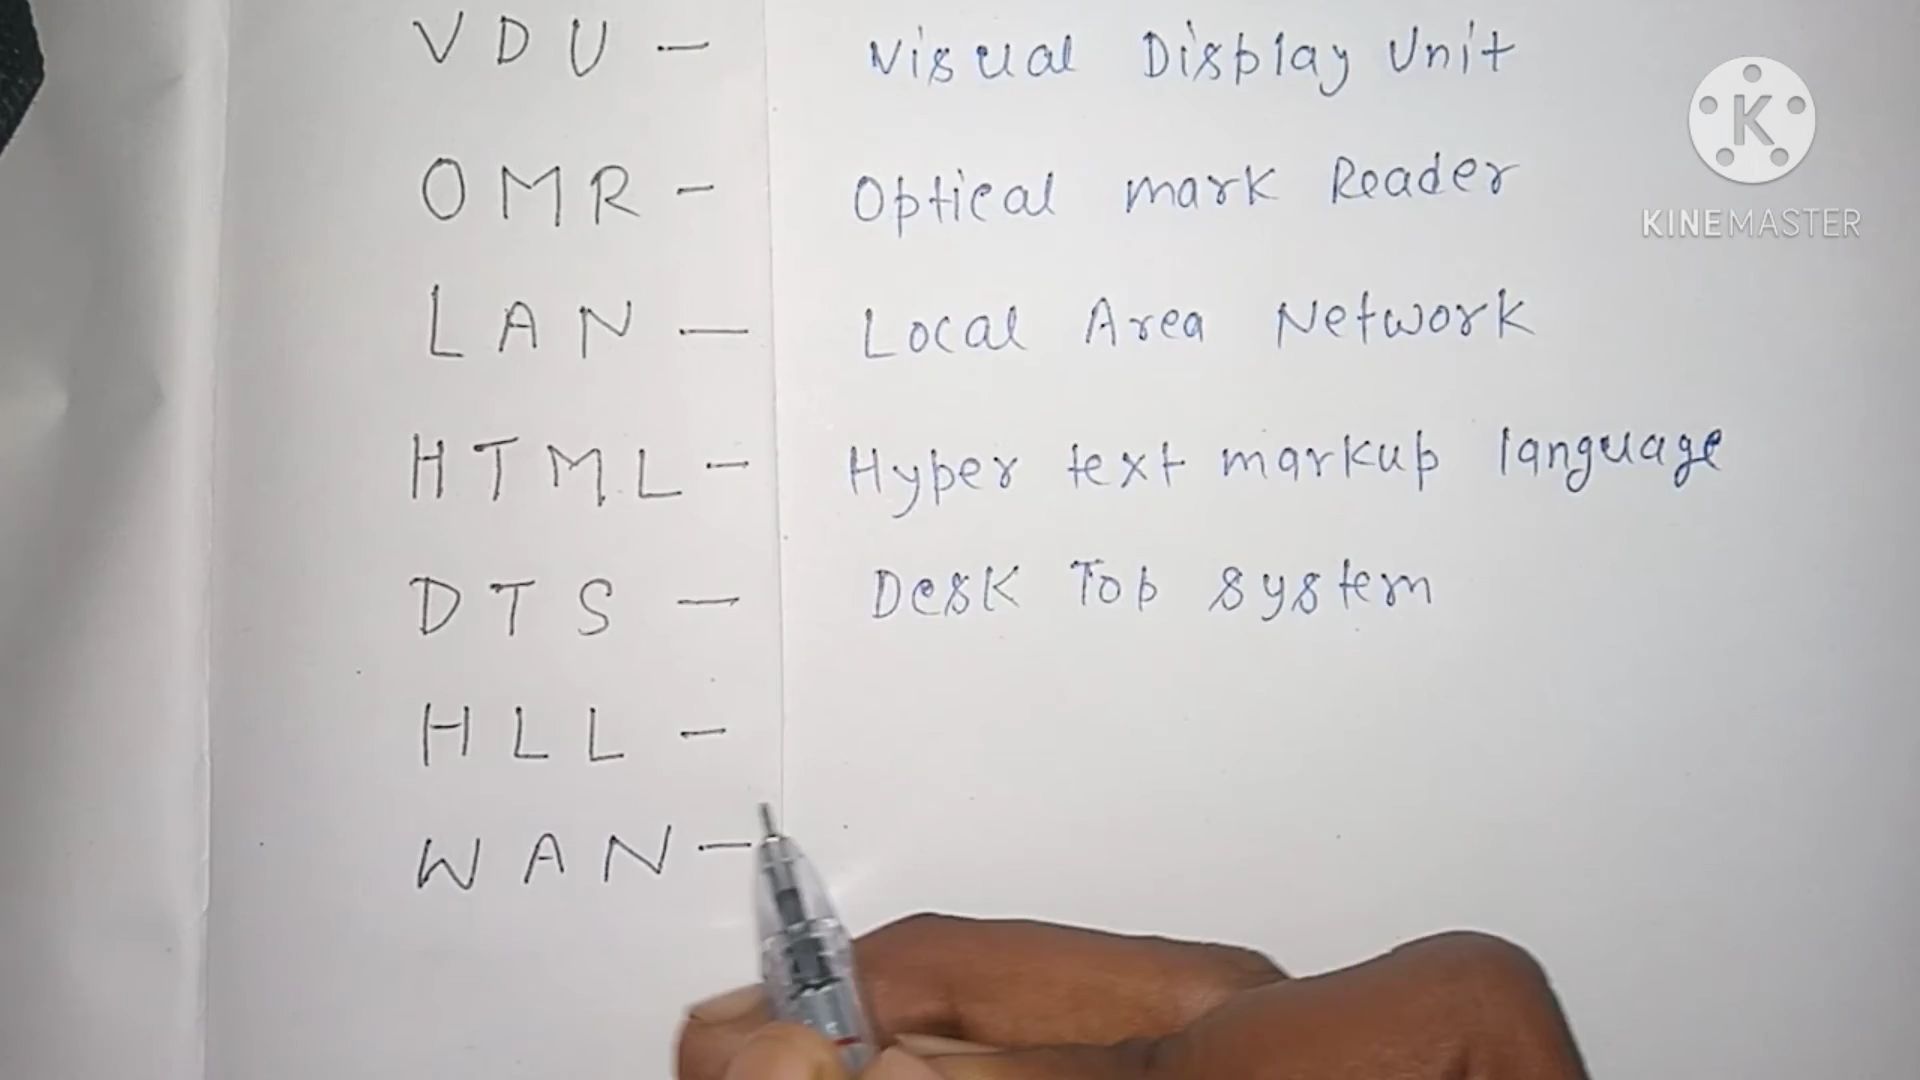 VDU - Visual Display Unit
OMR - Optical mark Reader
LAN - Local Area Network
HTML - Hyper text markup language
DTS - Desk Top System
HLL -
WAN -
K
KINEMASTER